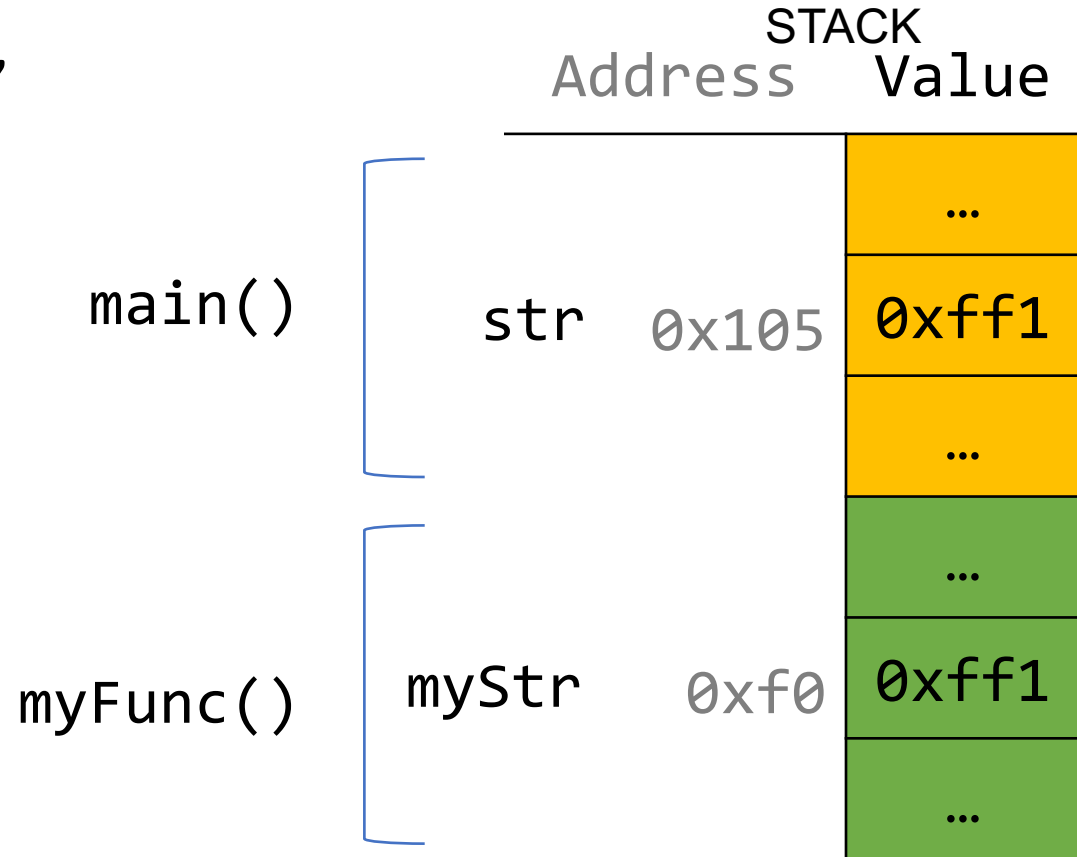 STACK
Address Value
…
main() str 0x105 0xff1
…
…
myFunc() myStr 0xf0 0xff1
…